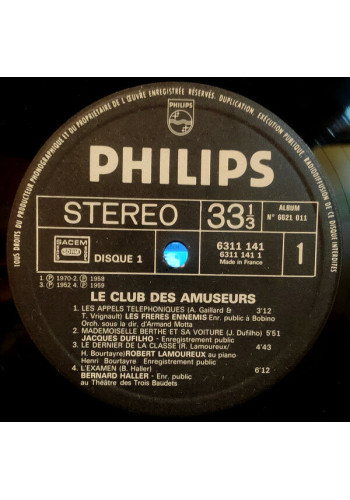 TOUS DROITS DU PRODUCTEUR PHONOGRAPHIQUE ET DU PROPRIÉTAIRE DE L'ŒUVRE ENREGISTRÉE RÉSERVÉS. DUPLICATION, EXÉCUTION PUBLIQUE, RADIODIFFUSION DE CE DISQUE INTERDITS.
PHILIPS
PHILIPS
STEREO 33 1/3 ALBUM N° 6621 011
SACEM
DISQUE 1 6311 141
6311 141 1
Made in France
1
1. Ⓟ 1970-2. Ⓟ 1958
3. Ⓟ 1952 4. Ⓟ 1959
LE CLUB DES AMUSEURS
1. LES APPELS TELEPHONIQUES (A. Gaillard & 3'12
T. Vrignault) LES FRERES ENNEMIS Enr. public à Bobino
Orch. sous la dir. d'Armand Motta
2. MADEMOISELLE BERTHE ET SA VOITURE (J. Dufilho) 5'51
JACQUES DUFILHO - Enregistrement public
3. LE DERNIER DE LA CLASSE (R. Lamoureux/ 4'43
H. Bourtayre) ROBERT LAMOUREUX au piano
Henri Bourtayre Enregistrement public
4. L'EXAMEN (B. Haller) 6'12
BERNARD HALLER - Enr. public
au Théâtre des Trois Baudets